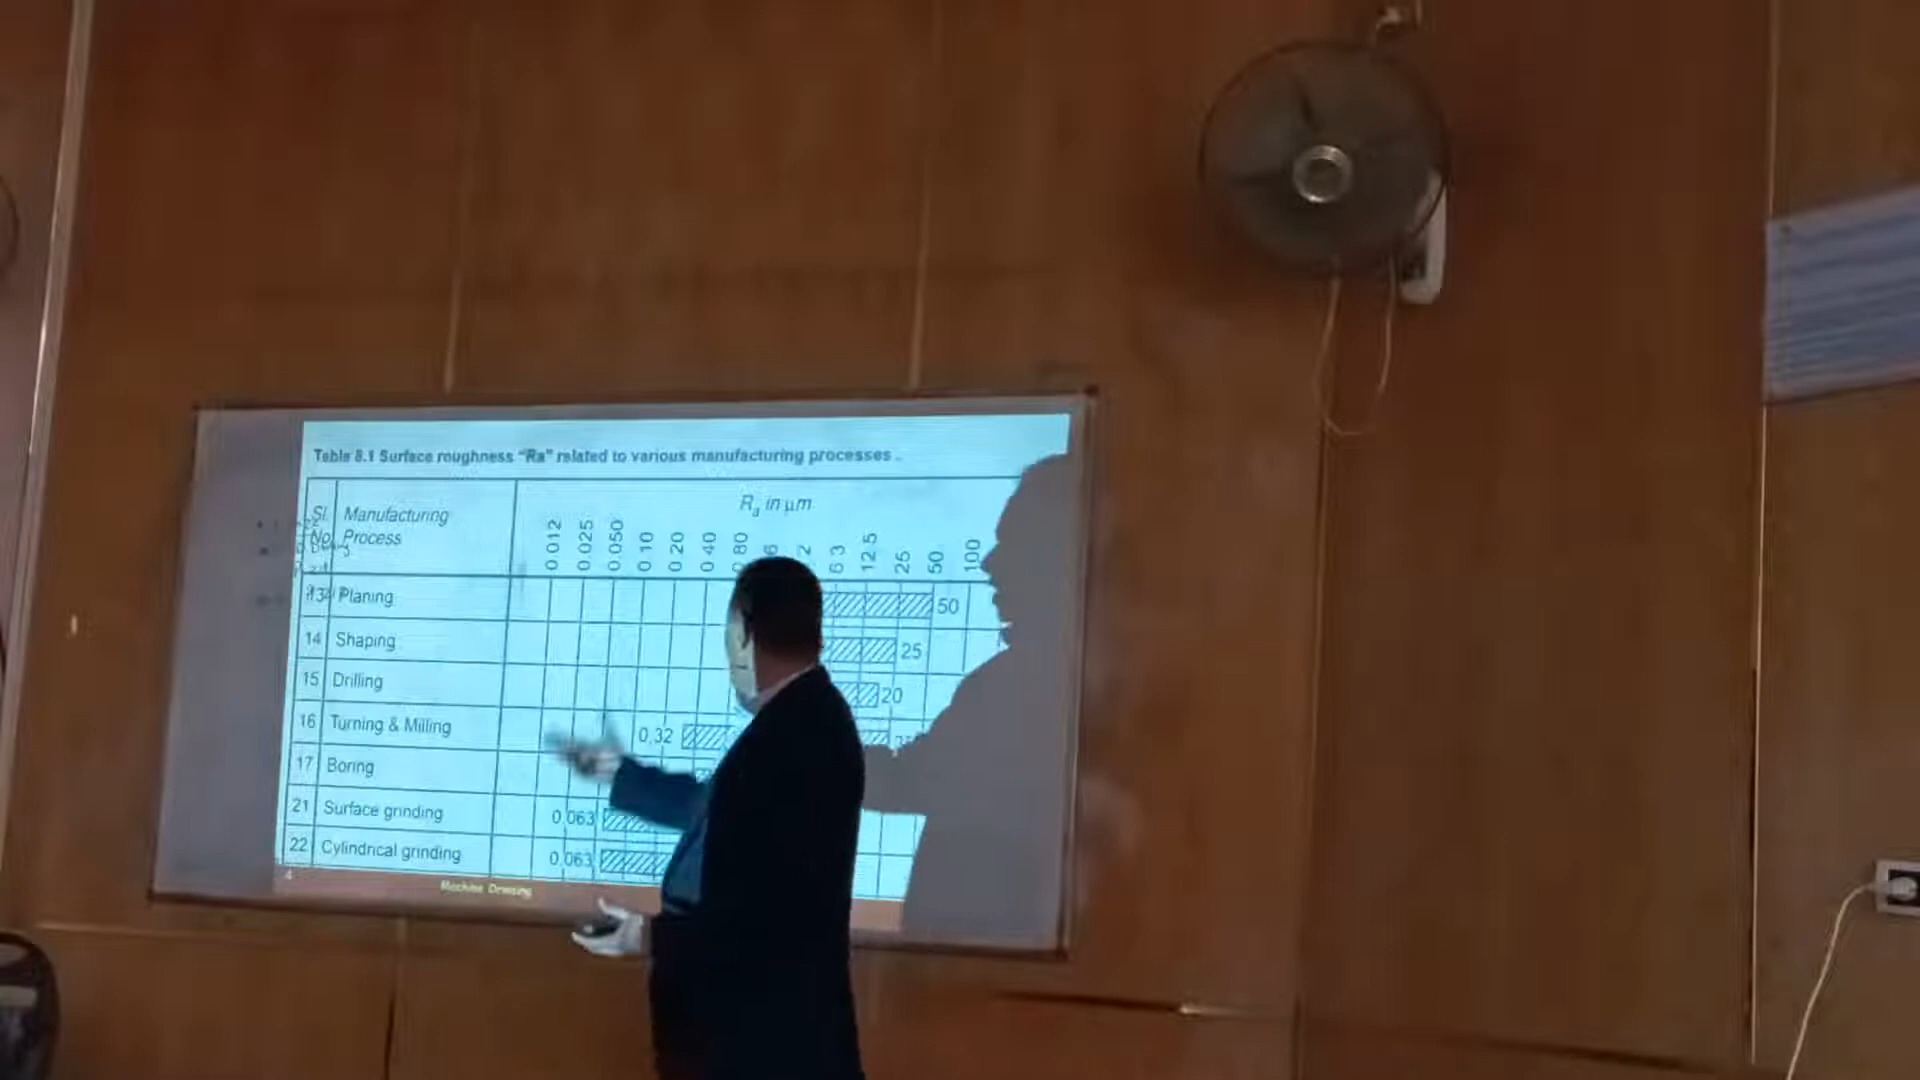 Table 8.1 Surface roughness "Ra" related to various manufacturing processes .
Sl. No.
Manufacturing Process
Ra in µm
0.012 0.025 0.050 0.10 0.20 0.40 0.80 6.3 12.5 25 50 100
13 Planing 50
14 Shaping 25
15 Drilling 20
16 Turning & Milling 0.32
17 Boring
21 Surface grinding 0.063
22 Cylindrical grinding 0.063
4 Machine Drawing